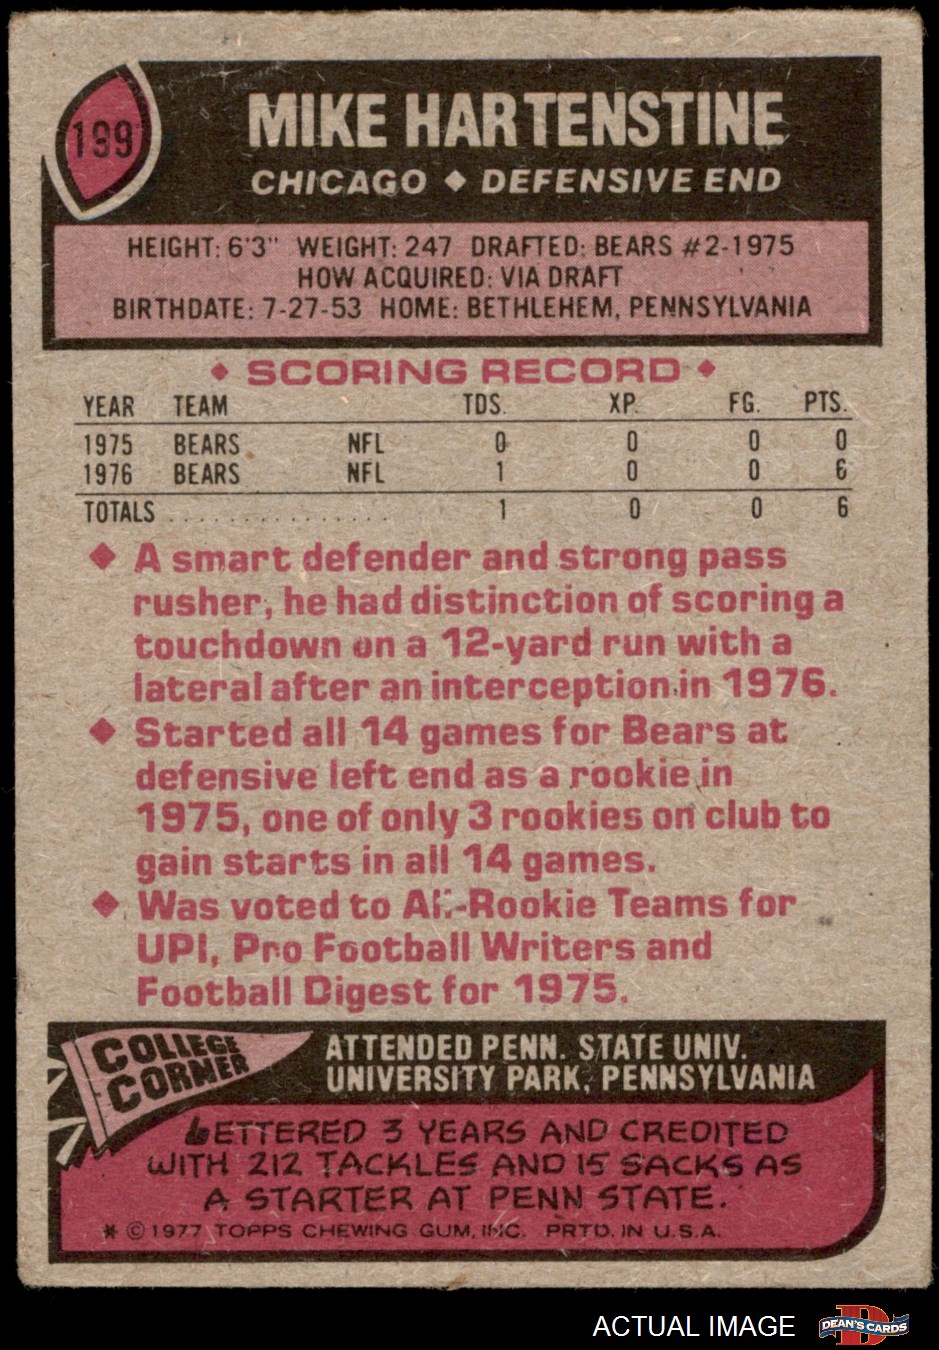 199
MIKE HARTENSTINE
CHICAGO ◆ DEFENSIVE END
HEIGHT: 6'3" WEIGHT: 247 DRAFTED: BEARS #2-1975
HOW ACQUIRED: VIA DRAFT
BIRTHDATE: 7-27-53 HOME: BETHLEHEM, PENNSYLVANIA
◆ SCORING RECORD ◆
YEAR TEAM TDS. XP. FG. PTS.
1975 BEARS NFL 0 0 0 0
1976 BEARS NFL 1 0 0 6
TOTALS . . . . . . . . . . . . . . . 1 0 0 6
◆ A smart defender and strong pass
rusher, he had distinction of scoring a
touchdown on a 12-yard run with a
lateral after an interception in 1976.
◆ Started all 14 games for Bears at
defensive left end as a rookie in
1975, one of only 3 rookies on club to
gain starts in all 14 games.
◆ Was voted to All-Rookie Teams for
UPI, Pro Football Writers and
Football Digest for 1975.
COLLEGE
CORNER
ATTENDED PENN. STATE UNIV.
UNIVERSITY PARK, PENNSYLVANIA
LETTERED 3 YEARS AND CREDITED
WITH 212 TACKLES AND 15 SACKS AS
A STARTER AT PENN STATE.
* © 1977 TOPPS CHEWING GUM, INC. PRTD. IN U.S.A.
ACTUAL IMAGE
DEAN'S CARDS